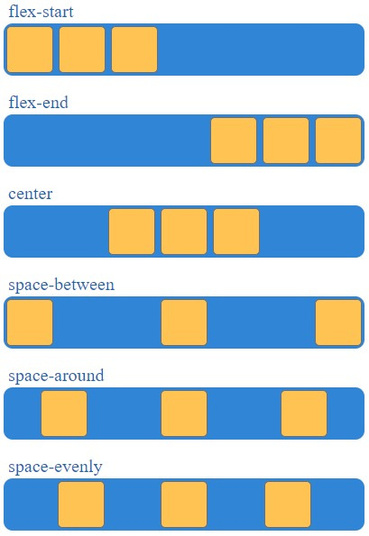 flex-start
flex-end
center
space-between
space-around
space-evenly